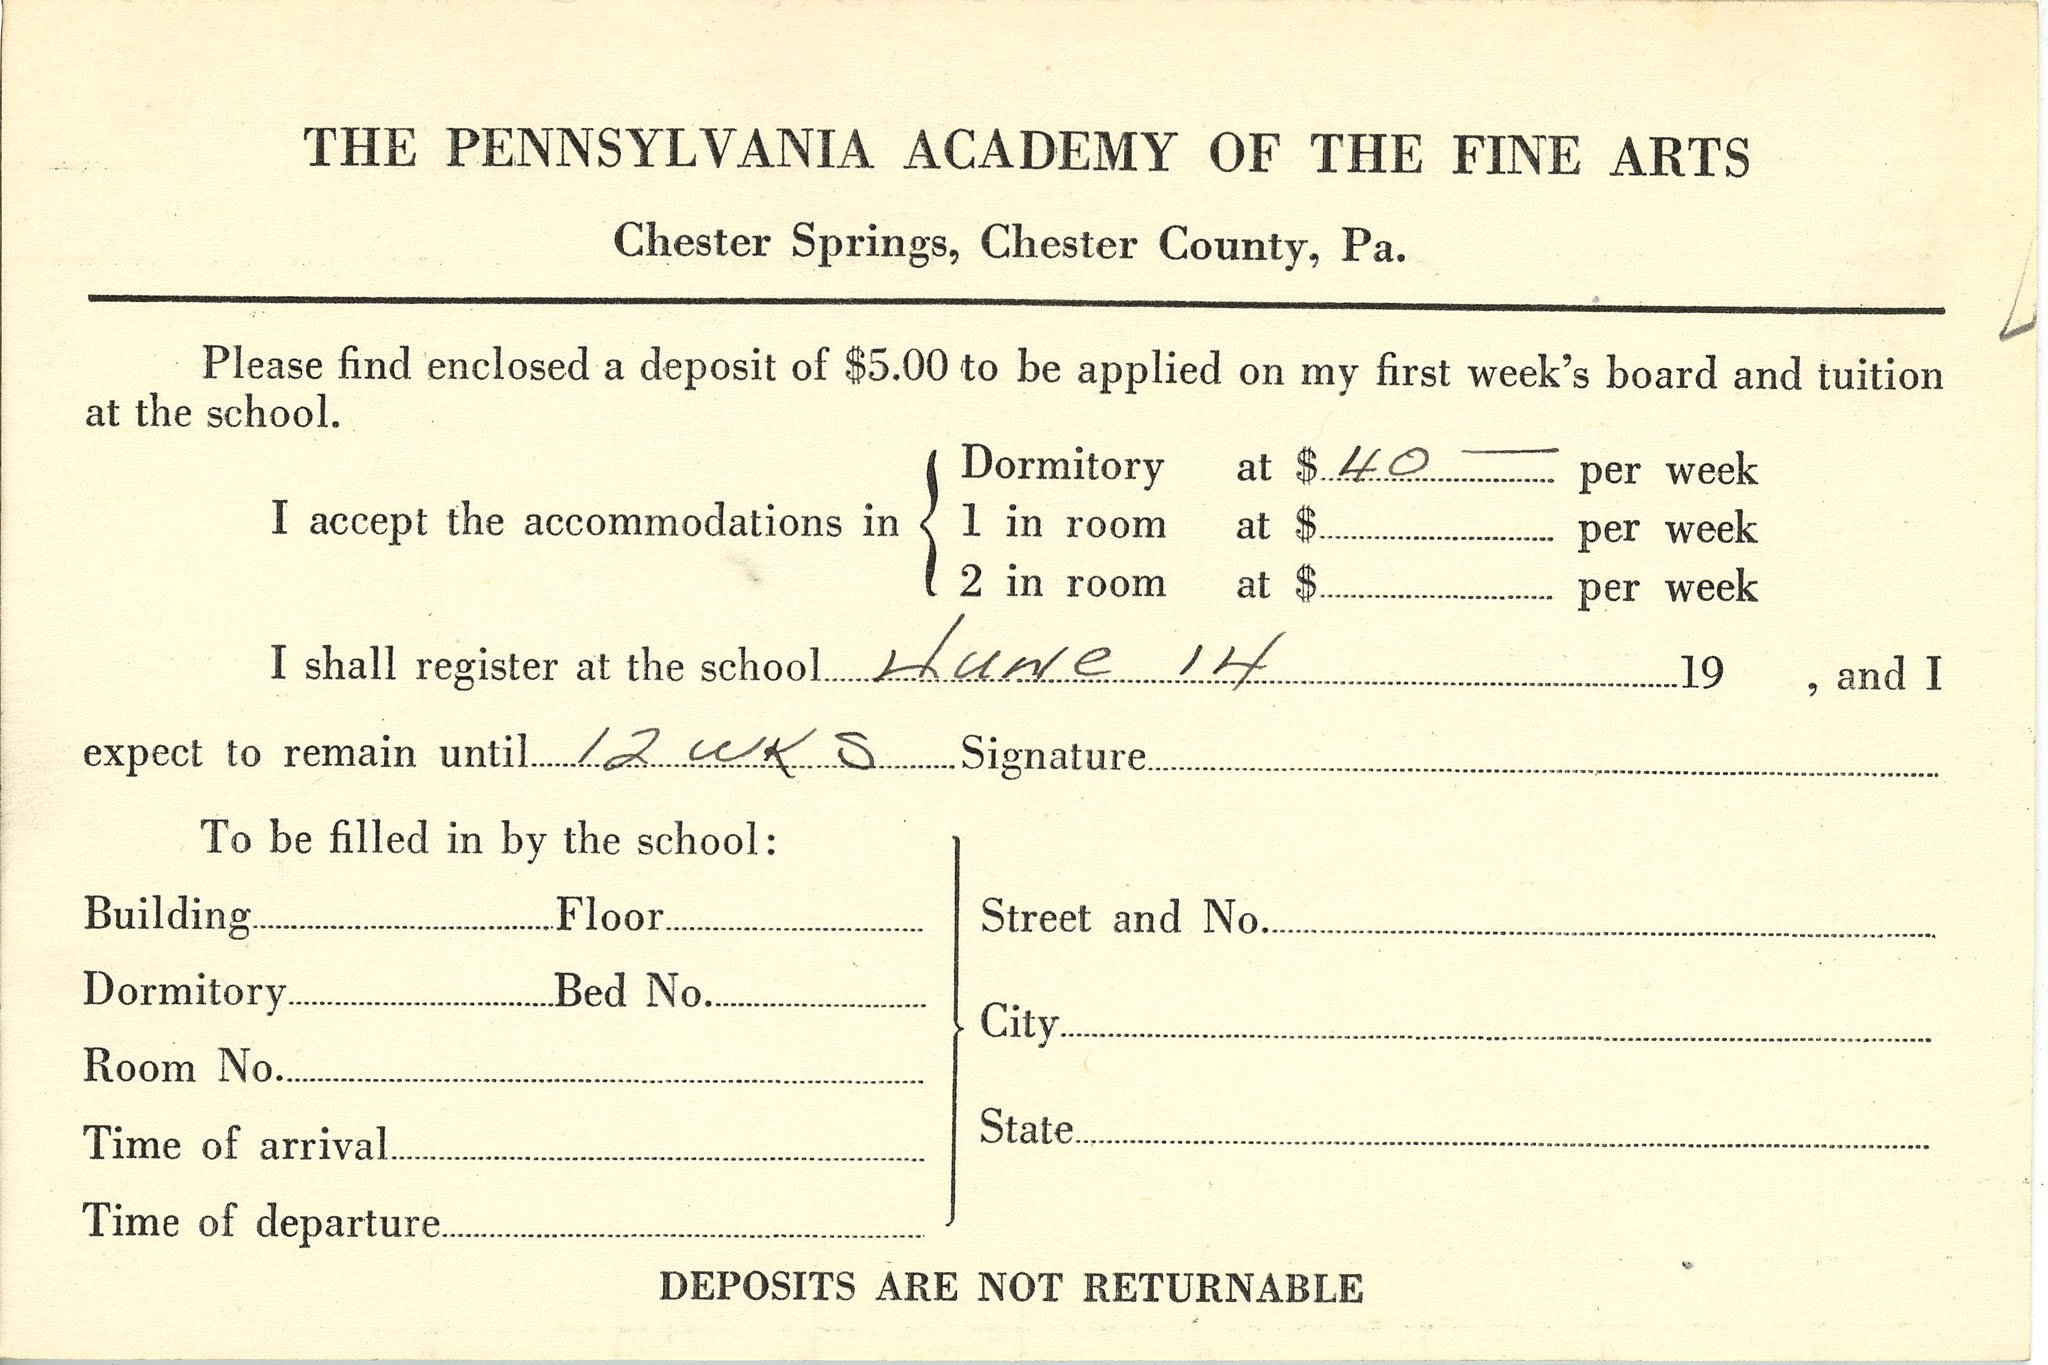 THE PENNSYLVANIA ACADEMY OF THE FINE ARTS
Chester Springs, Chester County, Pa.
Please find enclosed a deposit of $5.00 to be applied on my first week's board and tuition
at the school.
I accept the accommodations in { Dormitory at $ 40 — per week
1 in room at $ per week
2 in room at $ per week
I shall register at the school June 14 19 , and I
expect to remain until 12 WKS Signature
To be filled in by the school:
Building Floor
Dormitory Bed No.
Room No.
Time of arrival
Time of departure
Street and No.
City
State
DEPOSITS ARE NOT RETURNABLE